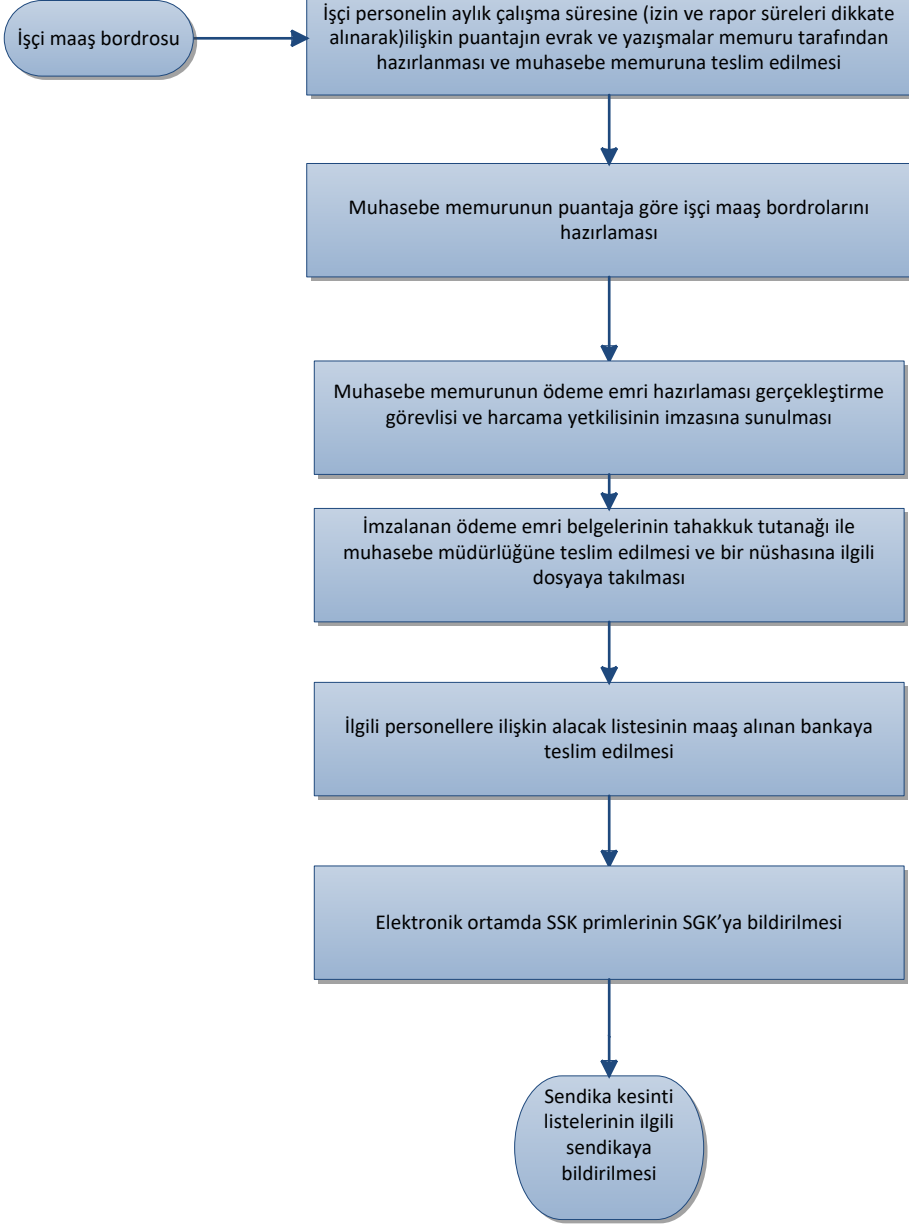 İşçi maaş bordrosu
İşçi personelin aylık çalışma süresine (izin ve rapor süreleri dikkate
alınarak)ilişkin puantajın evrak ve yazışmalar memuru tarafından
hazırlanması ve muhasebe memuruna teslim edilmesi
Muhasebe memurunun puantaja göre işçi maaş bordrolarını
hazırlaması
Muhasebe memurunun ödeme emri hazırlaması gerçekleştirme
görevlisi ve harcama yetkilisinin imzasına sunulması
İmzalanan ödeme emri belgelerinin tahakkuk tutanağı ile
muhasebe müdürlüğüne teslim edilmesi ve bir nüshasına ilgili
dosyaya takılması
İlgili personellere ilişkin alacak listesinin maaş alınan bankaya
teslim edilmesi
Elektronik ortamda SSK primlerinin SGK’ya bildirilmesi
Sendika kesinti
listelerinin ilgili
sendikaya
bildirilmesi